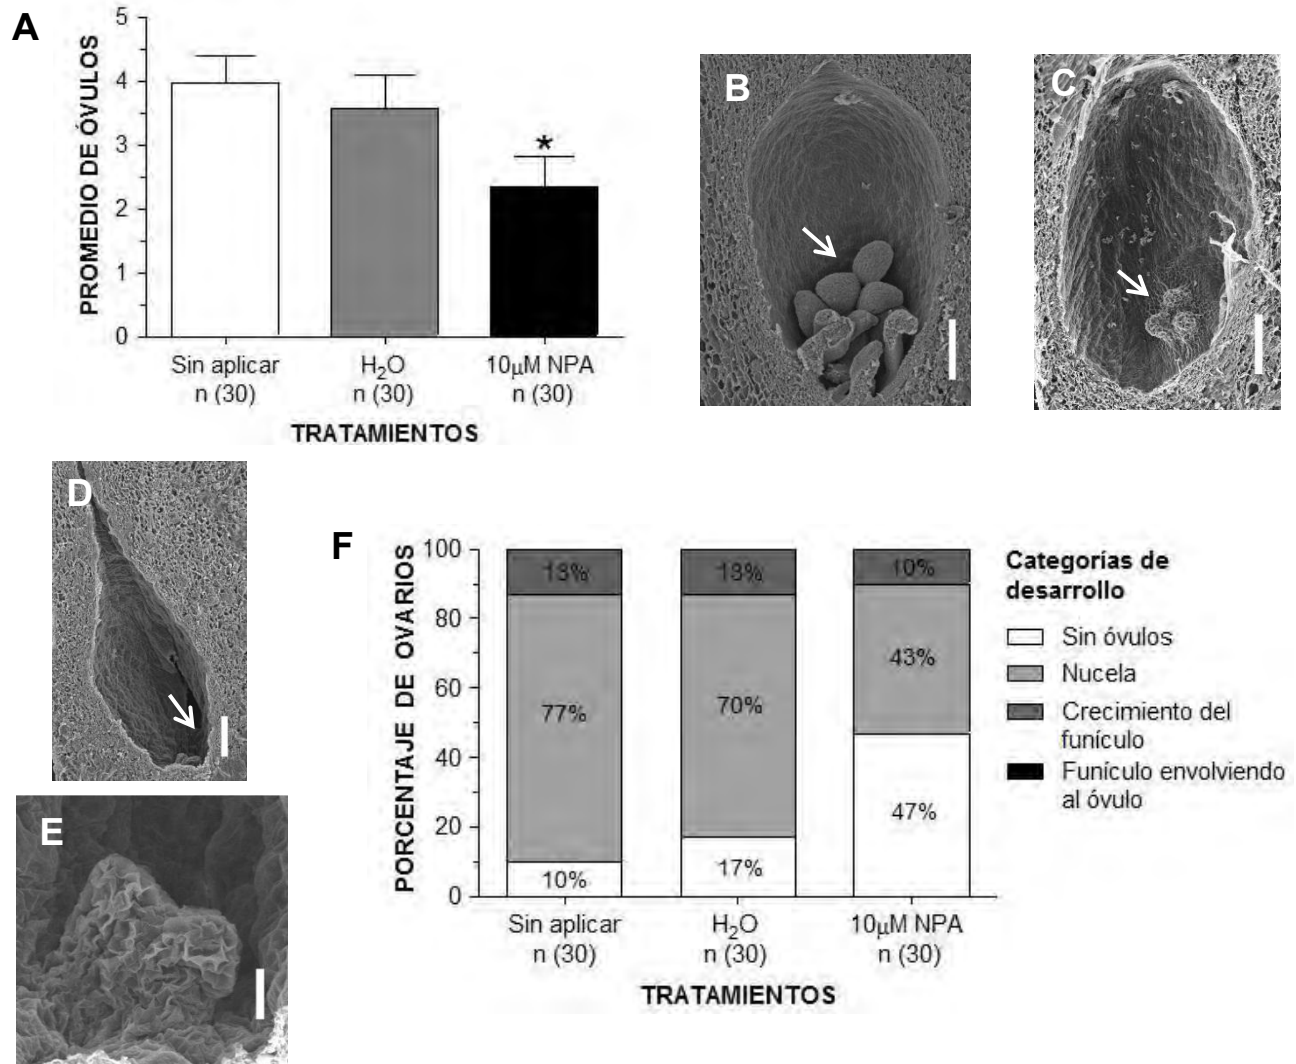 A
PROMEDIO DE ÓVULOS
5
4
3
2
1
0
*
Sin aplicar
n (30)
H₂O
n (30)
10µM NPA
n (30)
TRATAMIENTOS
B
C
D
E
F
PORCENTAJE DE OVARIOS
100
80
60
40
20
0
13%
77%
10%
13%
70%
17%
10%
43%
47%
Sin aplicar
n (30)
H₂O
n (30)
10µM NPA
n (30)
TRATAMIENTOS
Categorías de
desarrollo
Sin óvulos
Nucela
Crecimiento del
funículo
Funículo envolviendo
al óvulo